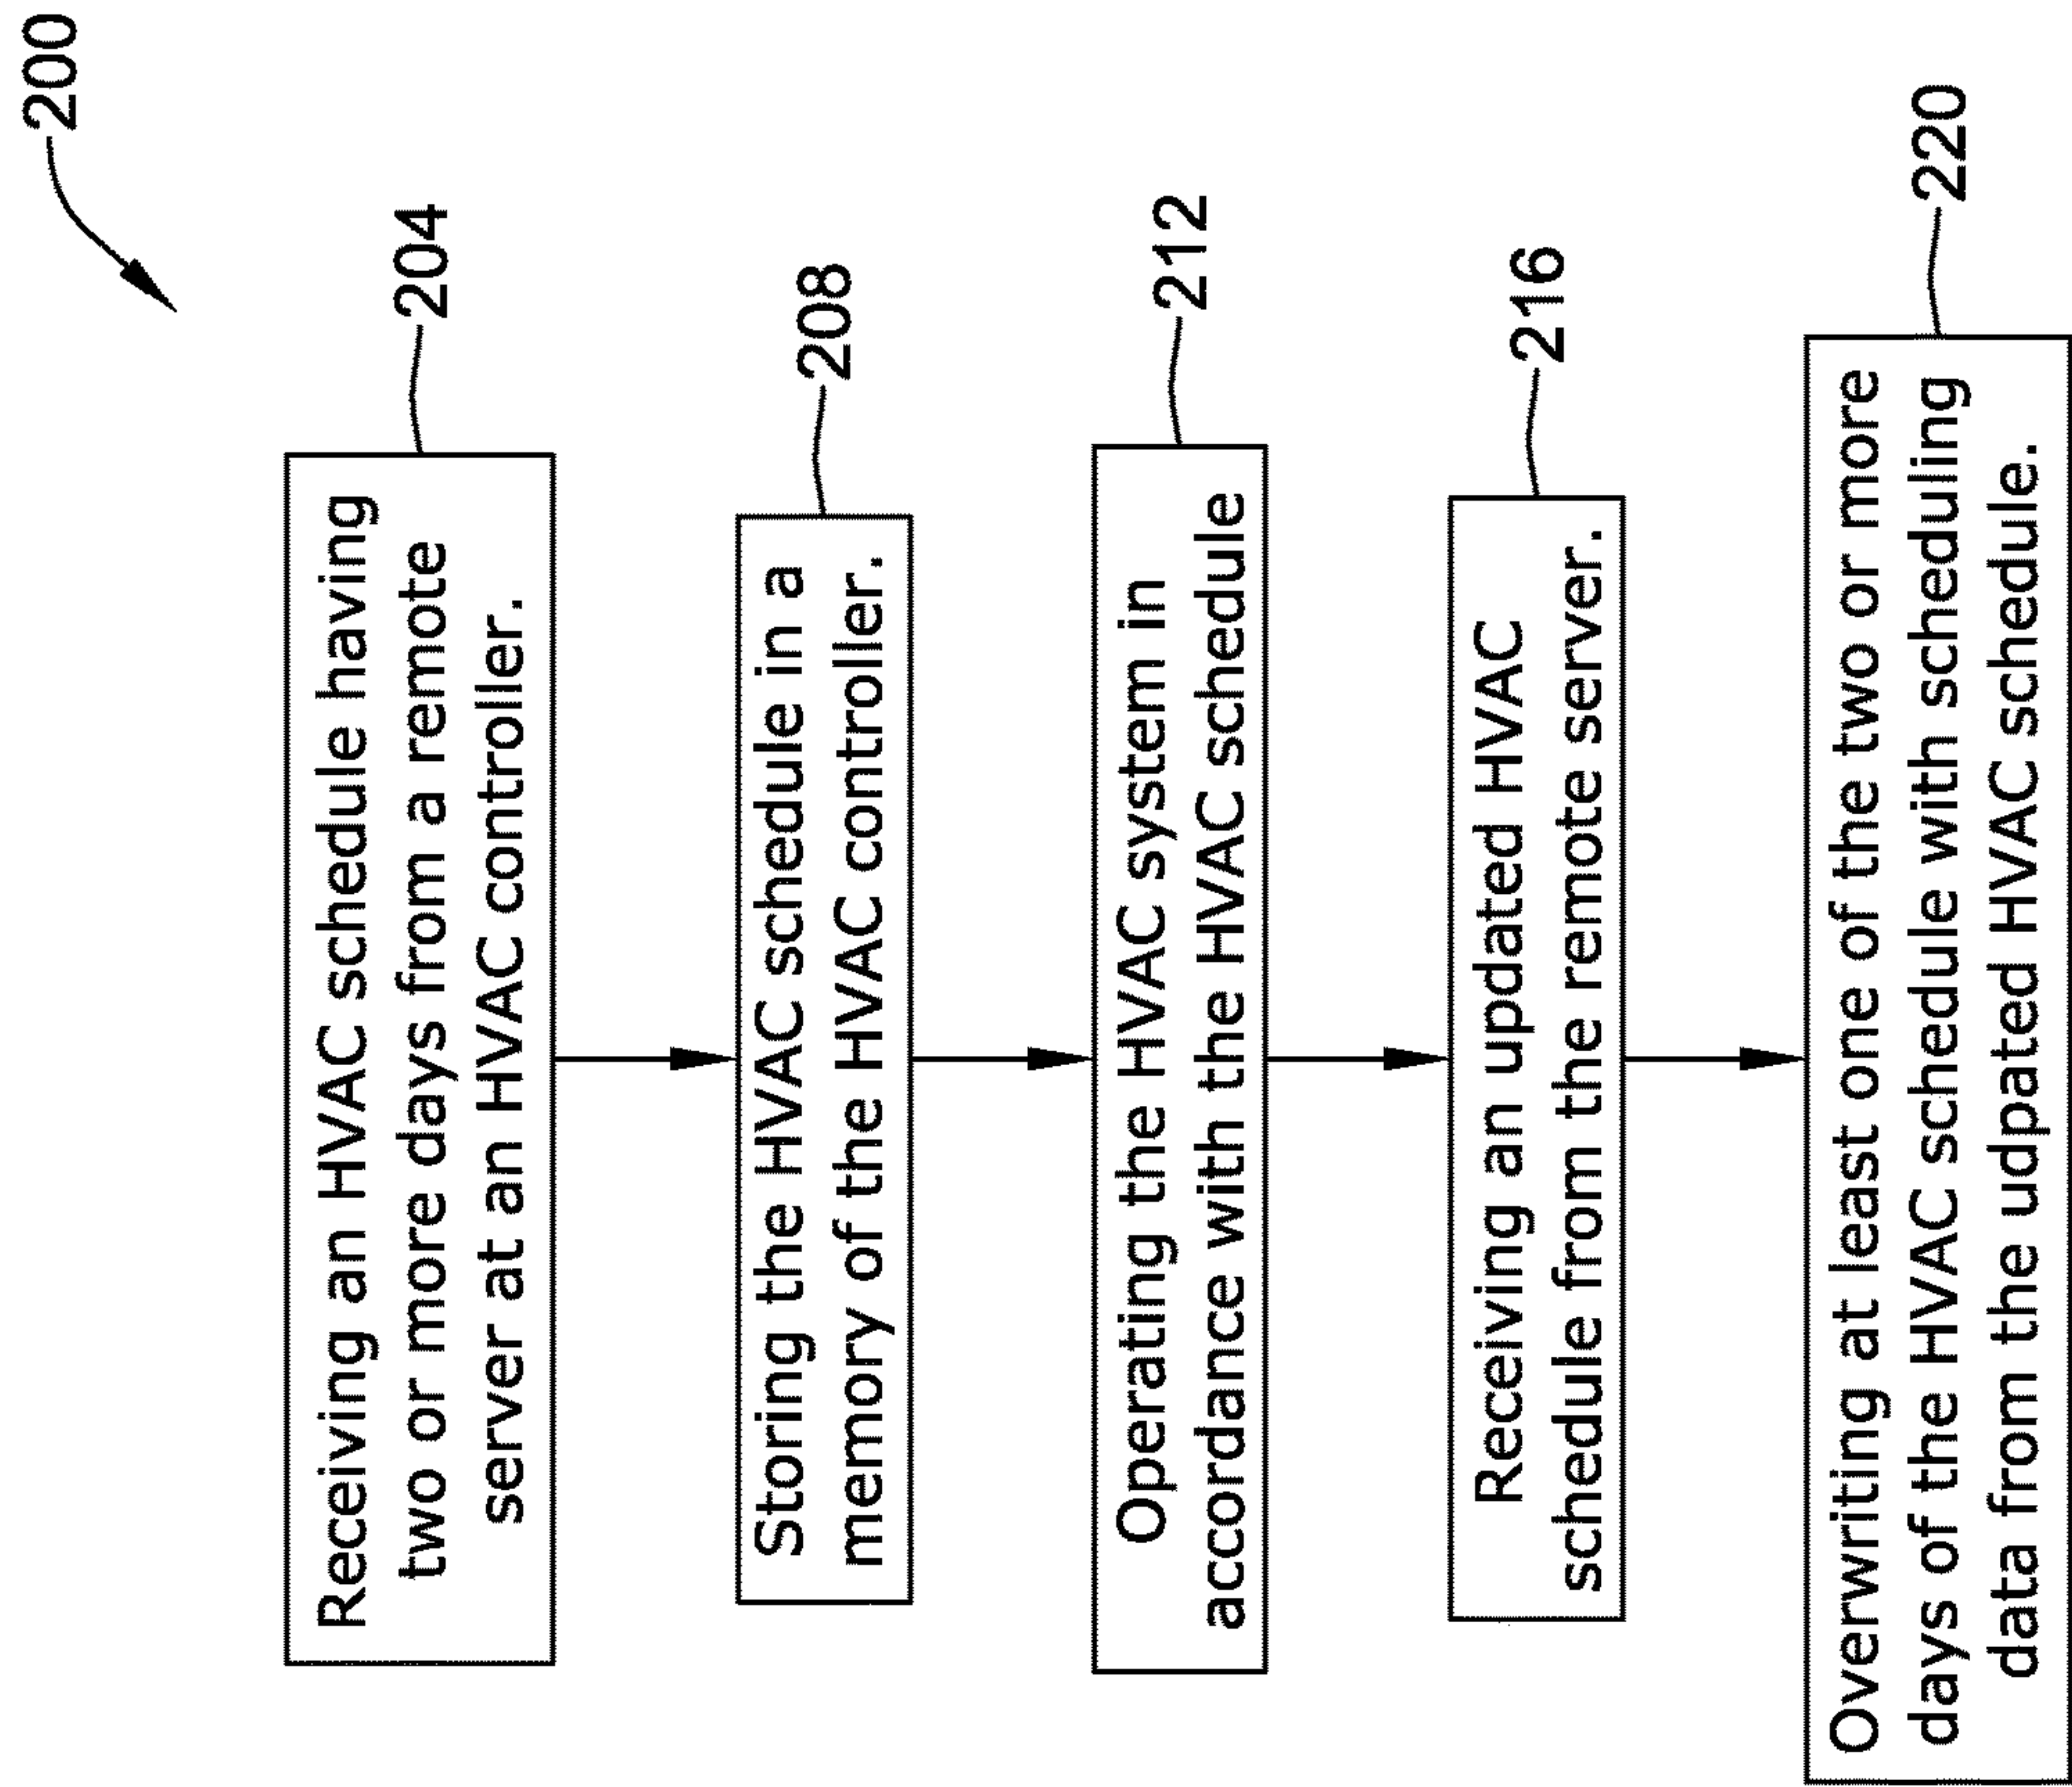 200
Receiving an HVAC schedule having
two or more days from a remote
server at an HVAC controller.
204
Storing the HVAC schedule in a
memory of the HVAC controller.
208
Operating the HVAC system in
accordance with the HVAC schedule
212
Receiving an updated HVAC
schedule from the remote server.
216
Overwriting at least one of the two or more
days of the HVAC schedule with scheduling
data from the udpated HVAC schedule.
220